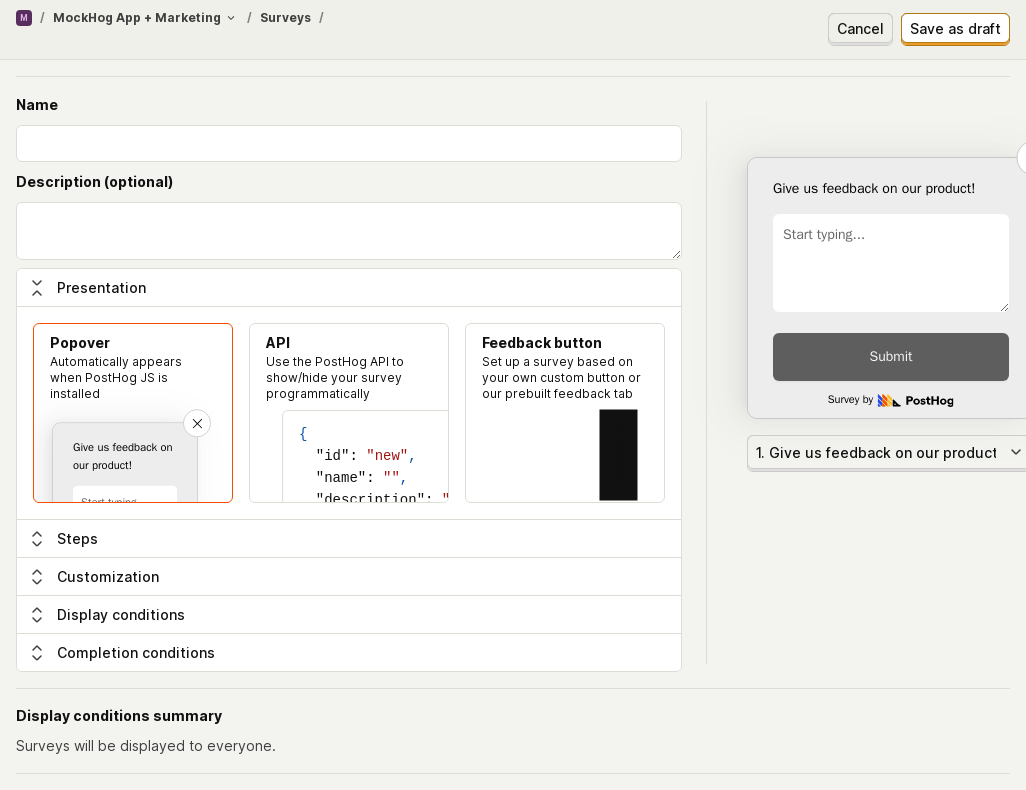 M / MockHog App + Marketing / Surveys /
Cancel
Save as draft
Name
Description (optional)
Presentation
Popover
Automatically appears
when PostHog JS is
installed
Give us feedback on
our product!
Start typing
API
Use the PostHog API to
show/hide your survey
programmatically
{
"id": "new",
"name": "",
"description": "
Feedback button
Set up a survey based on
your own custom button or
our prebuilt feedback tab
Steps
Customization
Display conditions
Completion conditions
Give us feedback on our product!
Start typing...
Submit
Survey by PostHog
1. Give us feedback on our product
Display conditions summary
Surveys will be displayed to everyone.